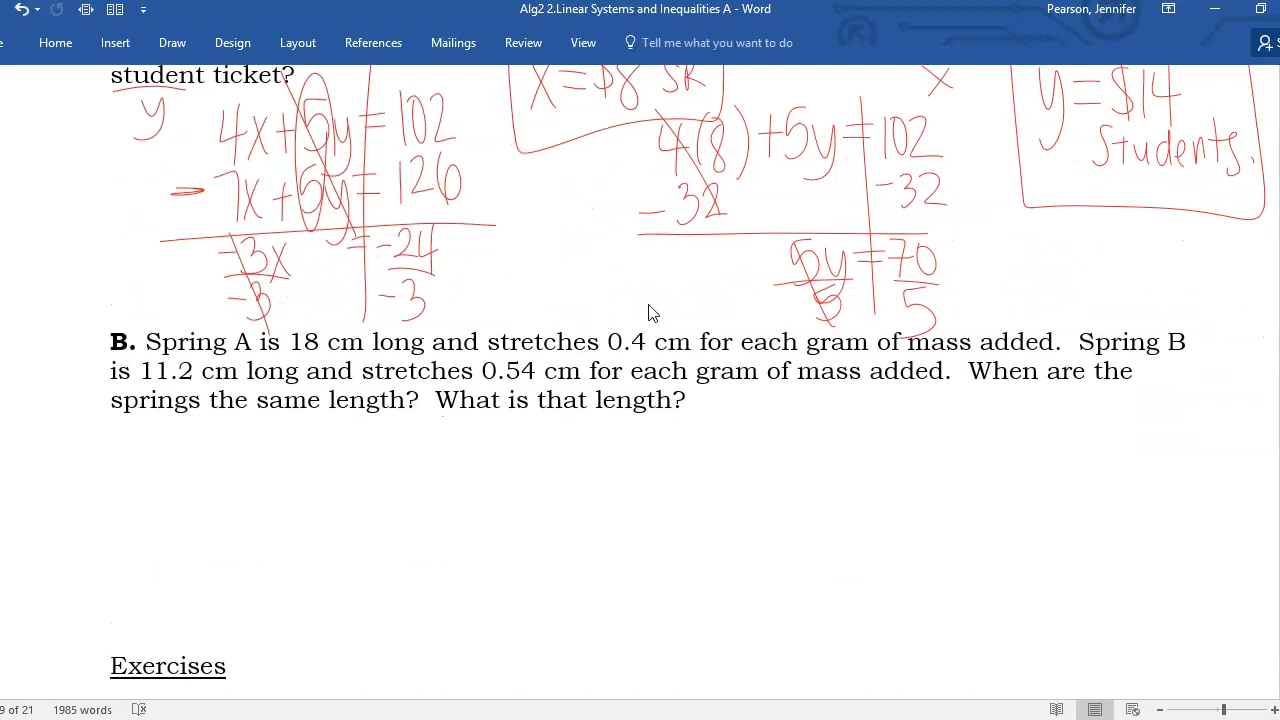 Alg2 2.Linear Systems and Inequalities A - Word
Pearson, Jennifer
Home Insert Draw Design Layout References Mailings Review View Tell me what you want to do
student ticket?
y
x = $8
x
y = $14
Students.
4x + 5y = 102
- 7x + 5y = 126
-3x = -24
-3 -3
4(8) + 5y = 102
-32 -32
5y = 70
5 5
B. Spring A is 18 cm long and stretches 0.4 cm for each gram of mass added. Spring B
is 11.2 cm long and stretches 0.54 cm for each gram of mass added. When are the
springs the same length? What is that length?
Exercises
9 of 21 1985 words